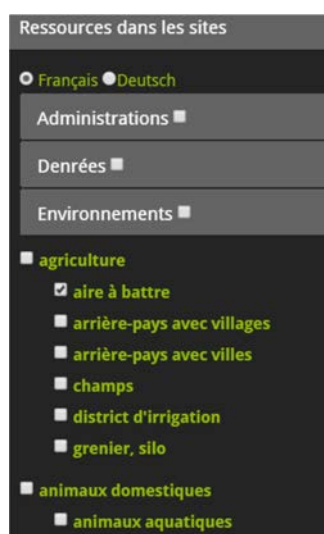 Ressources dans les sites
Français Deutsch
Administrations
Denrées
Environnements
agriculture
aire à battre
arrière-pays avec villages
arrière-pays avec villes
champs
district d'irrigation
grenier, silo
animaux domestiques
animaux aquatiques